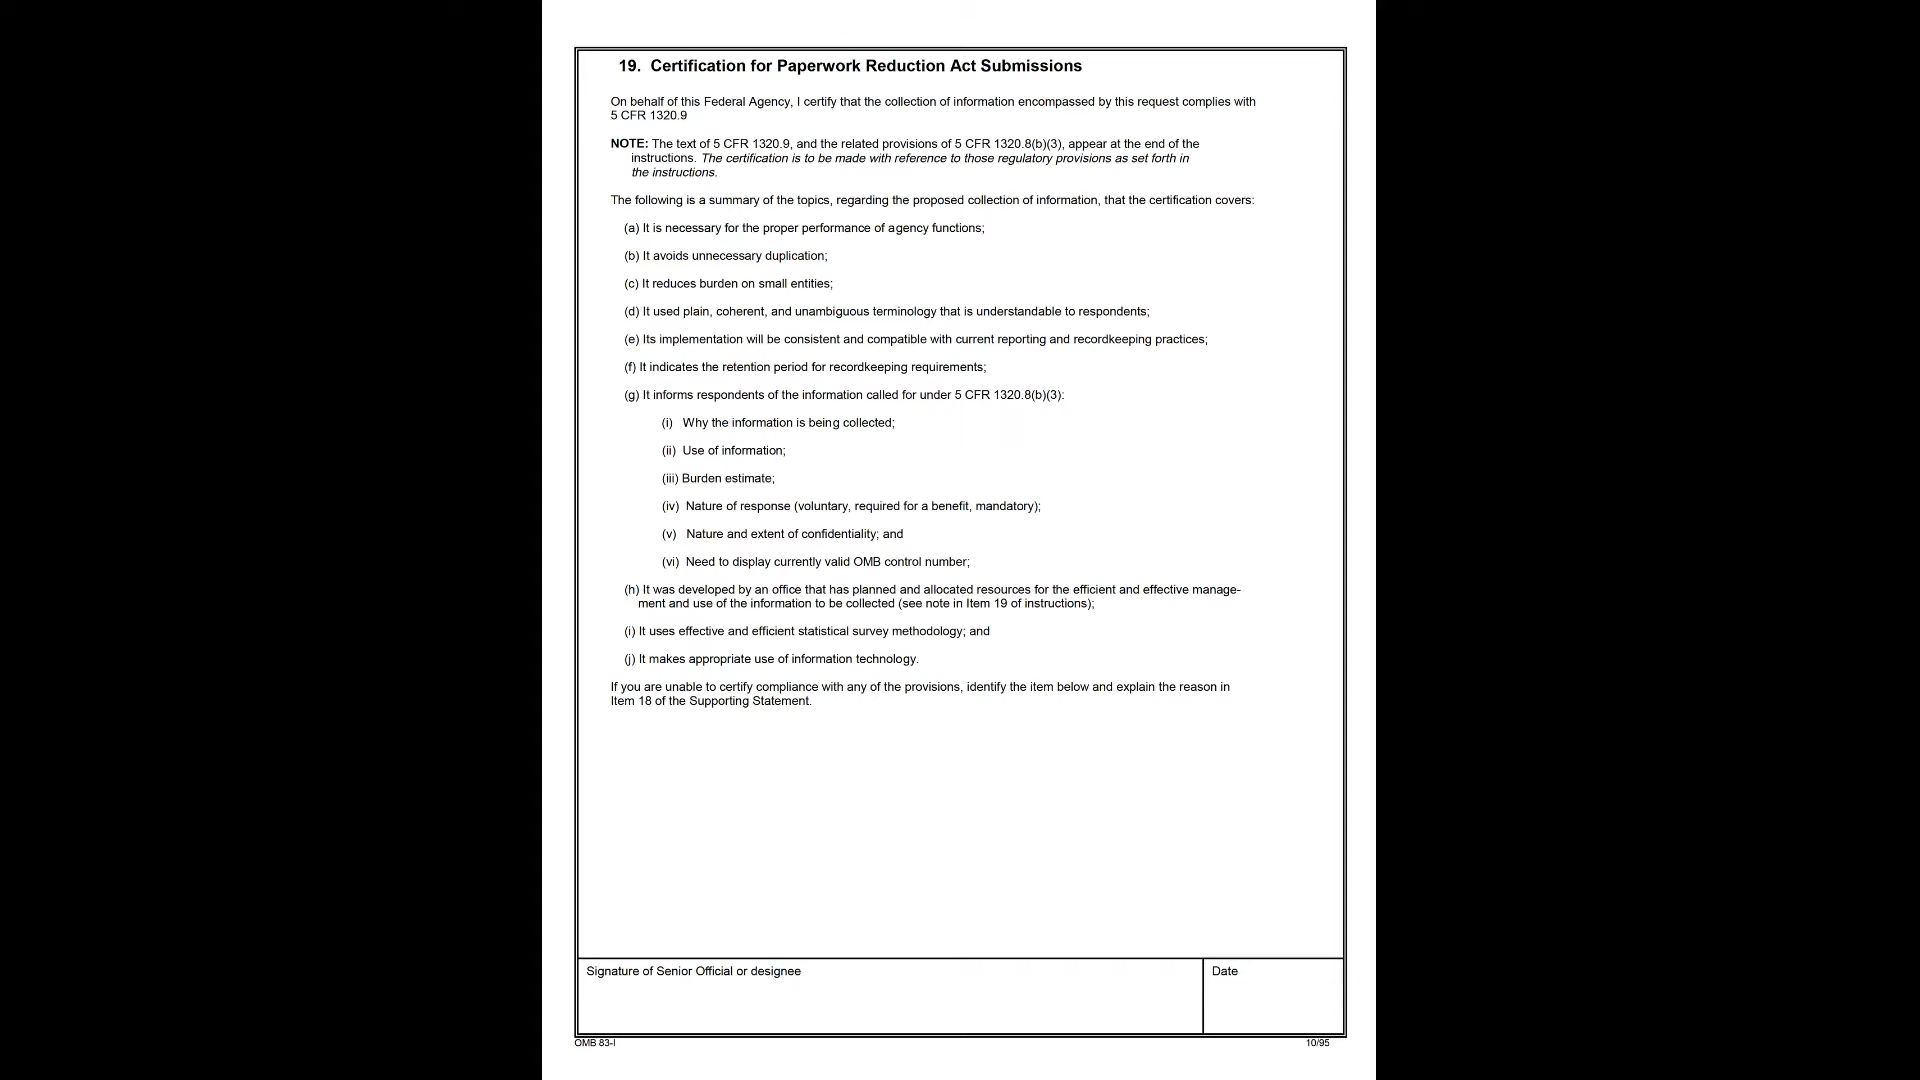 19. Certification for Paperwork Reduction Act Submissions
On behalf of this Federal Agency, I certify that the collection of information encompassed by this request complies with
5 CFR 1320.9
NOTE: The text of 5 CFR 1320.9, and the related provisions of 5 CFR 1320.8(b)(3), appear at the end of the
instructions. The certification is to be made with reference to those regulatory provisions as set forth in
the instructions.
The following is a summary of the topics, regarding the proposed collection of information, that the certification covers:
(a) It is necessary for the proper performance of agency functions;
(b) It avoids unnecessary duplication;
(c) It reduces burden on small entities;
(d) It used plain, coherent, and unambiguous terminology that is understandable to respondents;
(e) Its implementation will be consistent and compatible with current reporting and recordkeeping practices;
(f) It indicates the retention period for recordkeeping requirements;
(g) It informs respondents of the information called for under 5 CFR 1320.8(b)(3):
(i) Why the information is being collected;
(ii) Use of information;
(iii) Burden estimate;
(iv) Nature of response (voluntary, required for a benefit, mandatory);
(v) Nature and extent of confidentiality; and
(vi) Need to display currently valid OMB control number;
(h) It was developed by an office that has planned and allocated resources for the efficient and effective manage-
ment and use of the information to be collected (see note in Item 19 of instructions);
(i) It uses effective and efficient statistical survey methodology; and
(j) It makes appropriate use of information technology.
If you are unable to certify compliance with any of the provisions, identify the item below and explain the reason in
Item 18 of the Supporting Statement.
Signature of Senior Official or designee
Date
OMB 83-I
10/95